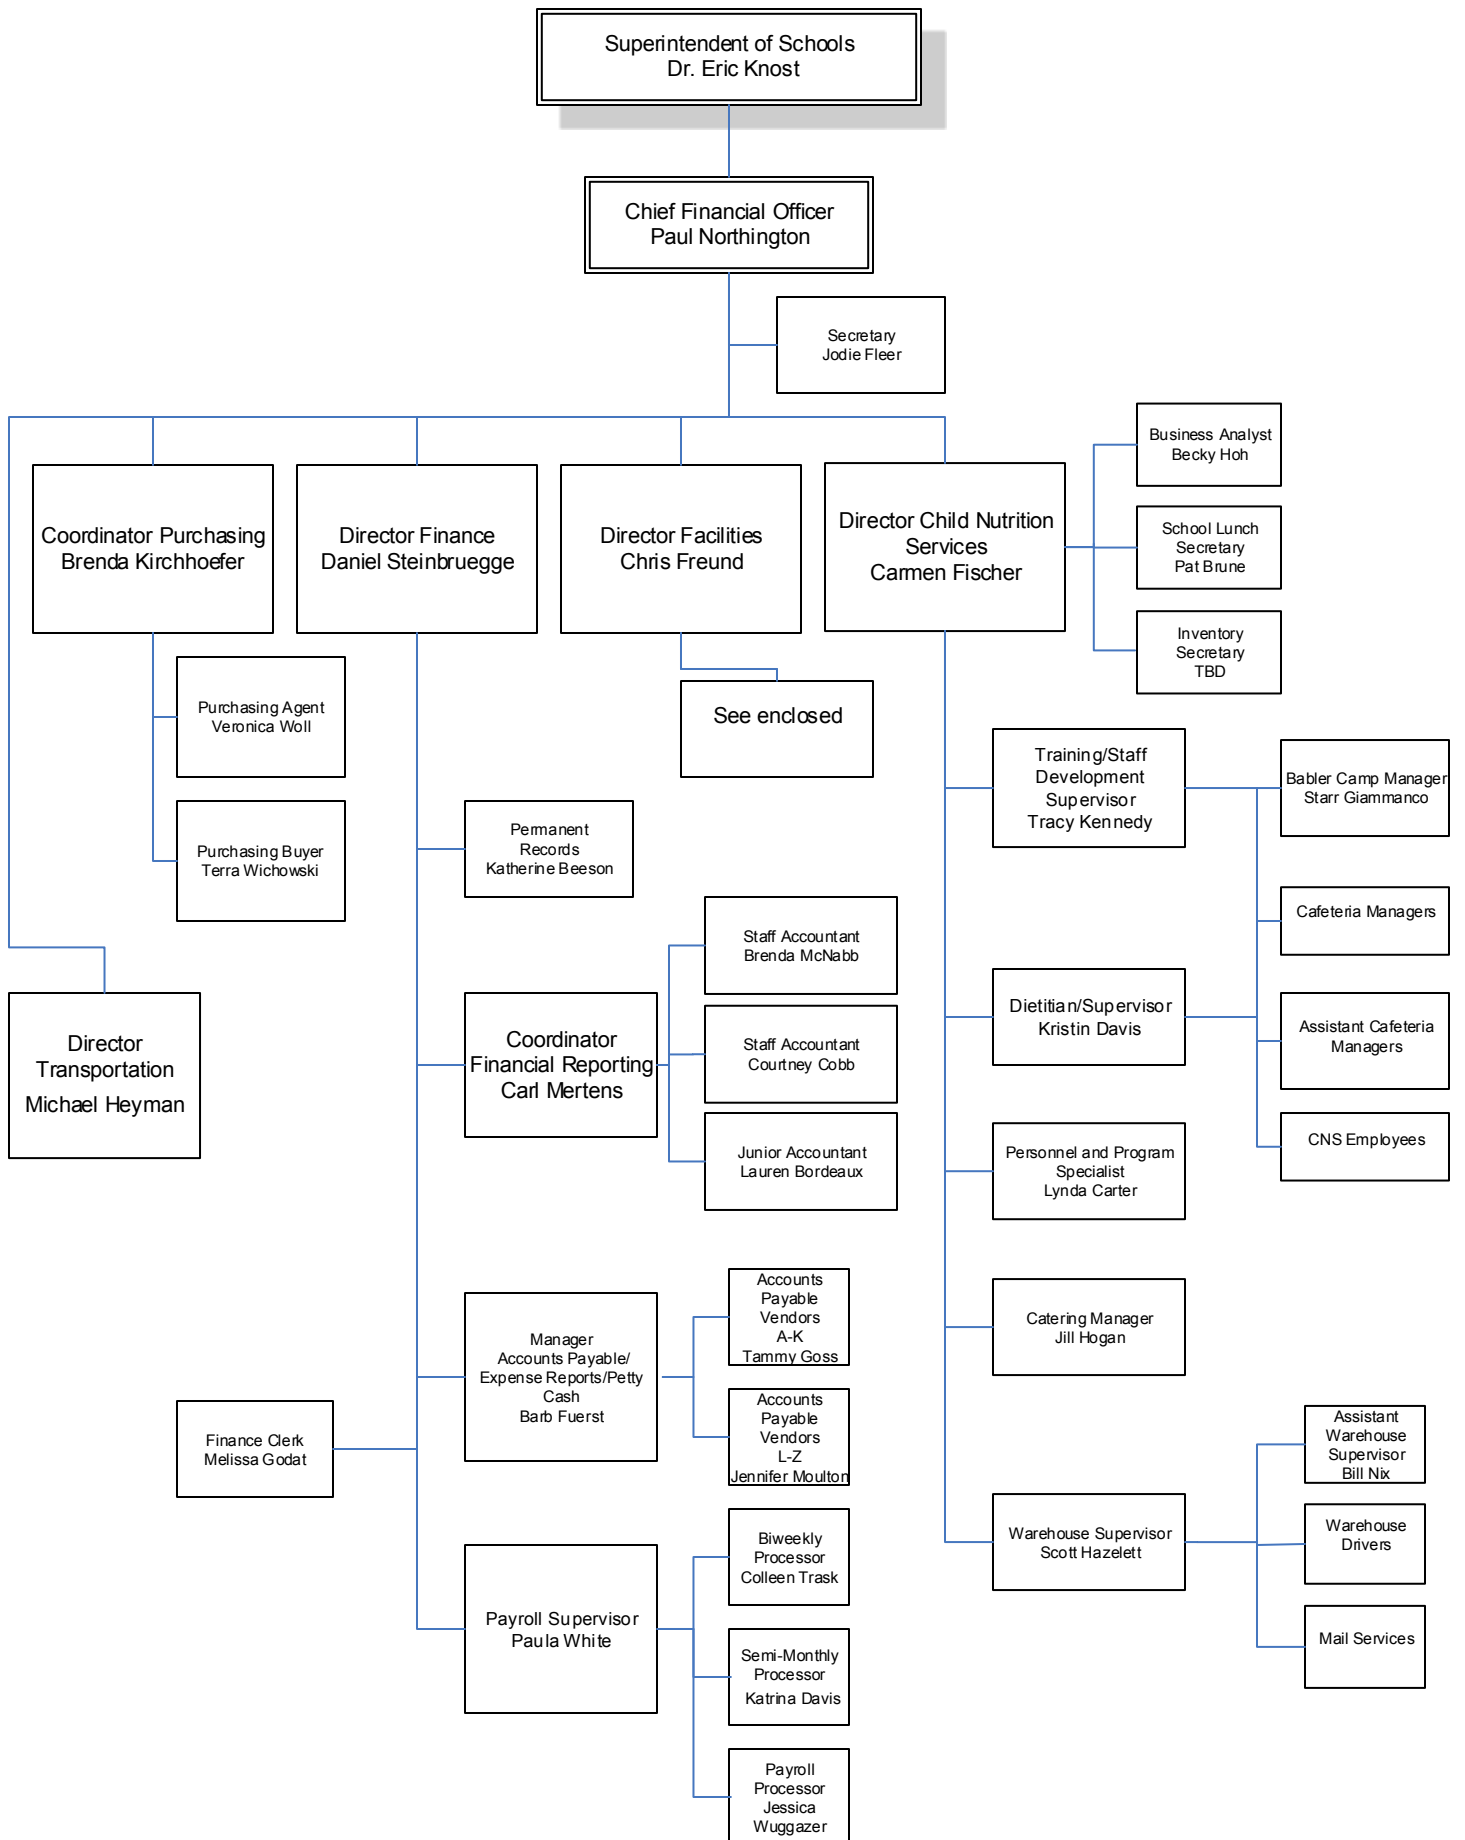 Superintendent of Schools
Dr. Eric Knost
Chief Financial Officer
Paul Northington
Secretary
Jodie Fleer
Business Analyst
Becky Hoh
School Lunch
Secretary
Pat Brune
Inventory
Secretary
TBD
Coordinator Purchasing
Brenda Kirchhoefer
Director Finance
Daniel Steinbruegge
Director Facilities
Chris Freund
Director Child Nutrition
Services
Carmen Fischer
Purchasing Agent
Veronica Woll
Purchasing Buyer
Terra Wichowski
See enclosed
Permanent
Records
Katherine Beeson
Training/Staff
Development
Supervisor
Tracy Kennedy
Babler Camp Manager
Starr Giammanco
Cafeteria Managers
Assistant Cafeteria
Managers
CNS Employees
Director
Transportation
Michael Heyman
Coordinator
Financial Reporting
Carl Mertens
Staff Accountant
Brenda McNabb
Staff Accountant
Courtney Cobb
Junior Accountant
Lauren Bordeaux
Dietitian/Supervisor
Kristin Davis
Personnel and Program
Specialist
Lynda Carter
Catering Manager
Jill Hogan
Manager
Accounts Payable/
Expense Reports/Petty
Cash
Barb Fuerst
Accounts
Payable
Vendors
A-K
Tammy Goss
Accounts
Payable
Vendors
L-Z
Jennifer Moulton
Finance Clerk
Melissa Godat
Payroll Supervisor
Paula White
Biweekly
Processor
Colleen Trask
Semi-Monthly
Processor
Katrina Davis
Payroll
Processor
Jessica
Wuggazer
Warehouse Supervisor
Scott Hazelett
Assistant
Warehouse
Supervisor
Bill Nix
Warehouse
Drivers
Mail Services